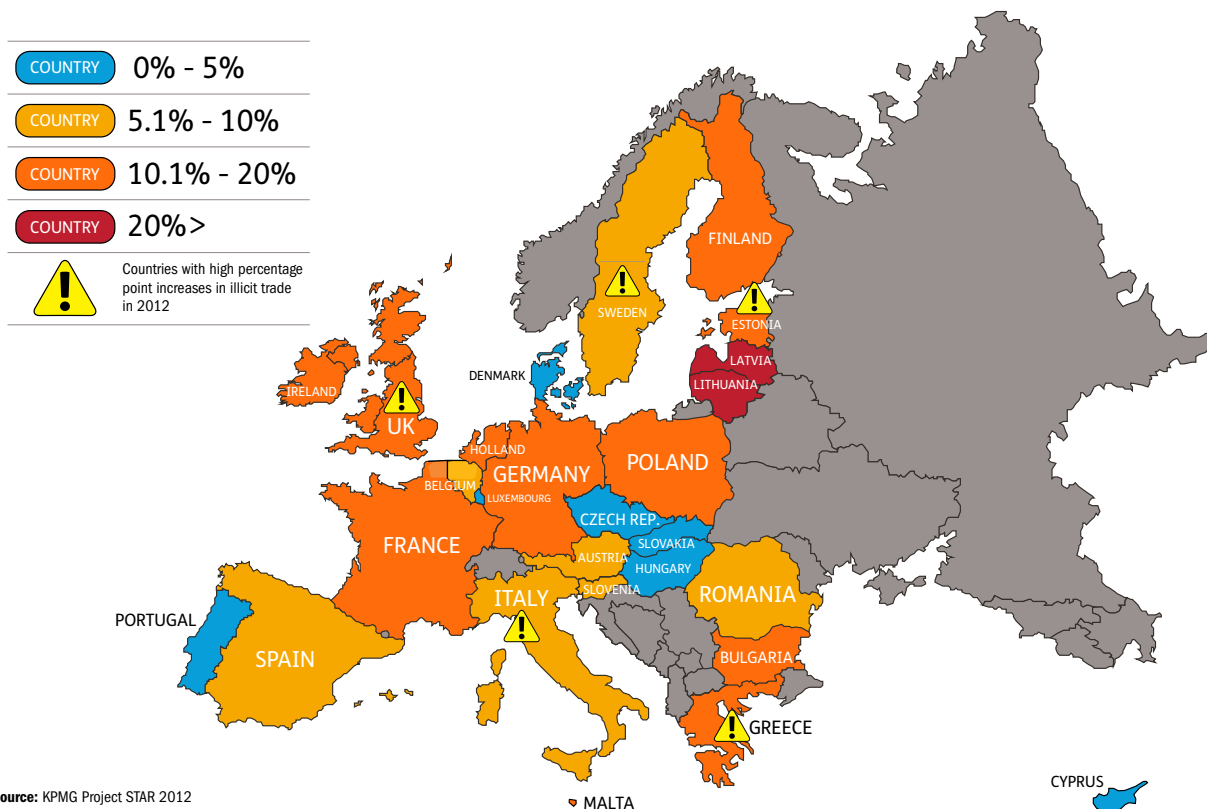 COUNTRY 0% - 5%
COUNTRY 5.1% - 10%
COUNTRY 10.1% - 20%
COUNTRY 20%>
Countries with high percentage
point increases in illicit trade
in 2012
FINLAND
SWEDEN
ESTONIA
LATVIA
DENMARK
LITHUANIA
IRELAND
UK
HOLLAND
GERMANY
POLAND
BELGIUM
LUXEMBOURG
CZECH REP.
FRANCE
SLOVAKIA
AUSTRIA
HUNGARY
SLOVENIA
ITALY
ROMANIA
PORTUGAL
SPAIN
BULGARIA
GREECE
CYPRUS
ource: KPMG Project STAR 2012
MALTA